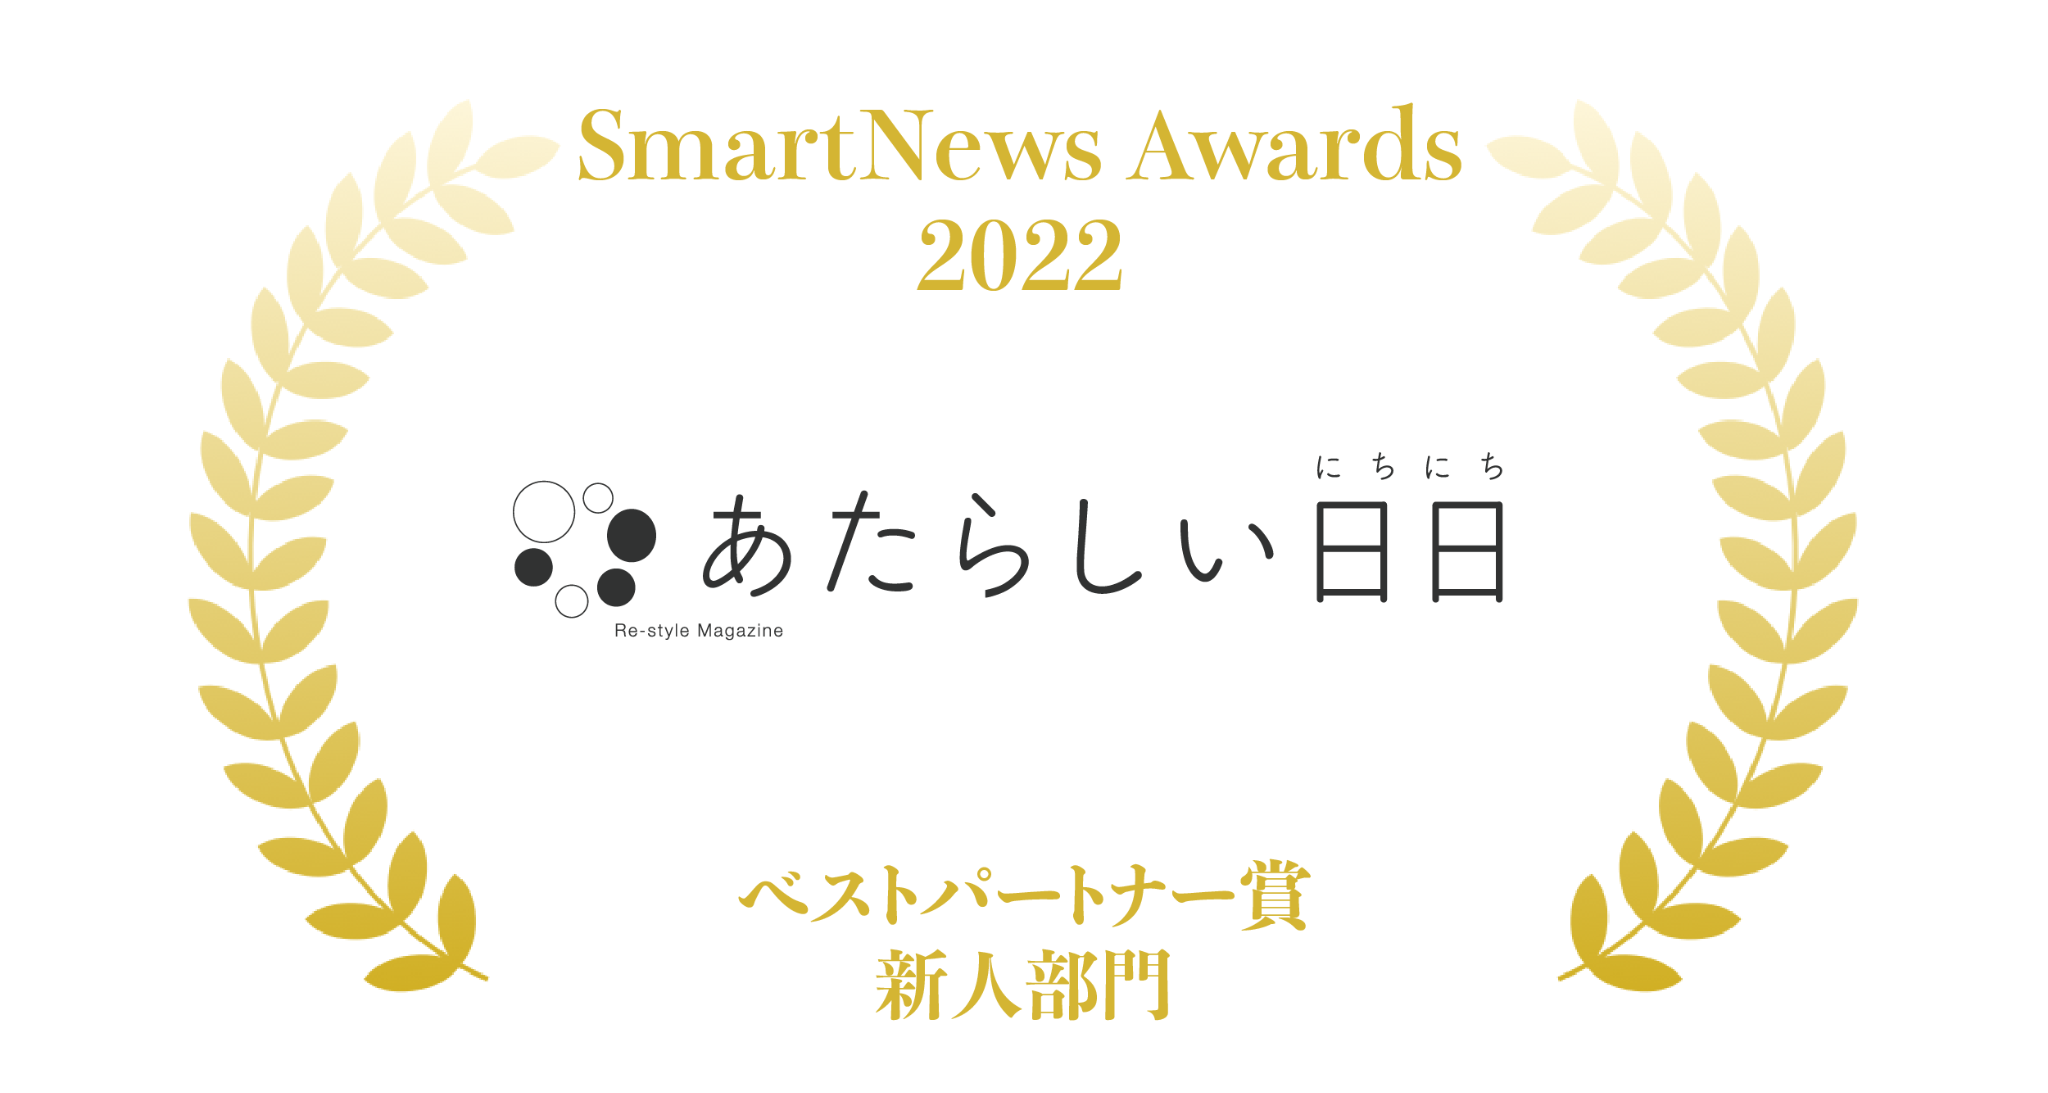 SmartNews Awards
2022
にちにち
あたらしい日日
Re-style Magazine
ベストパートナー賞
新人部門